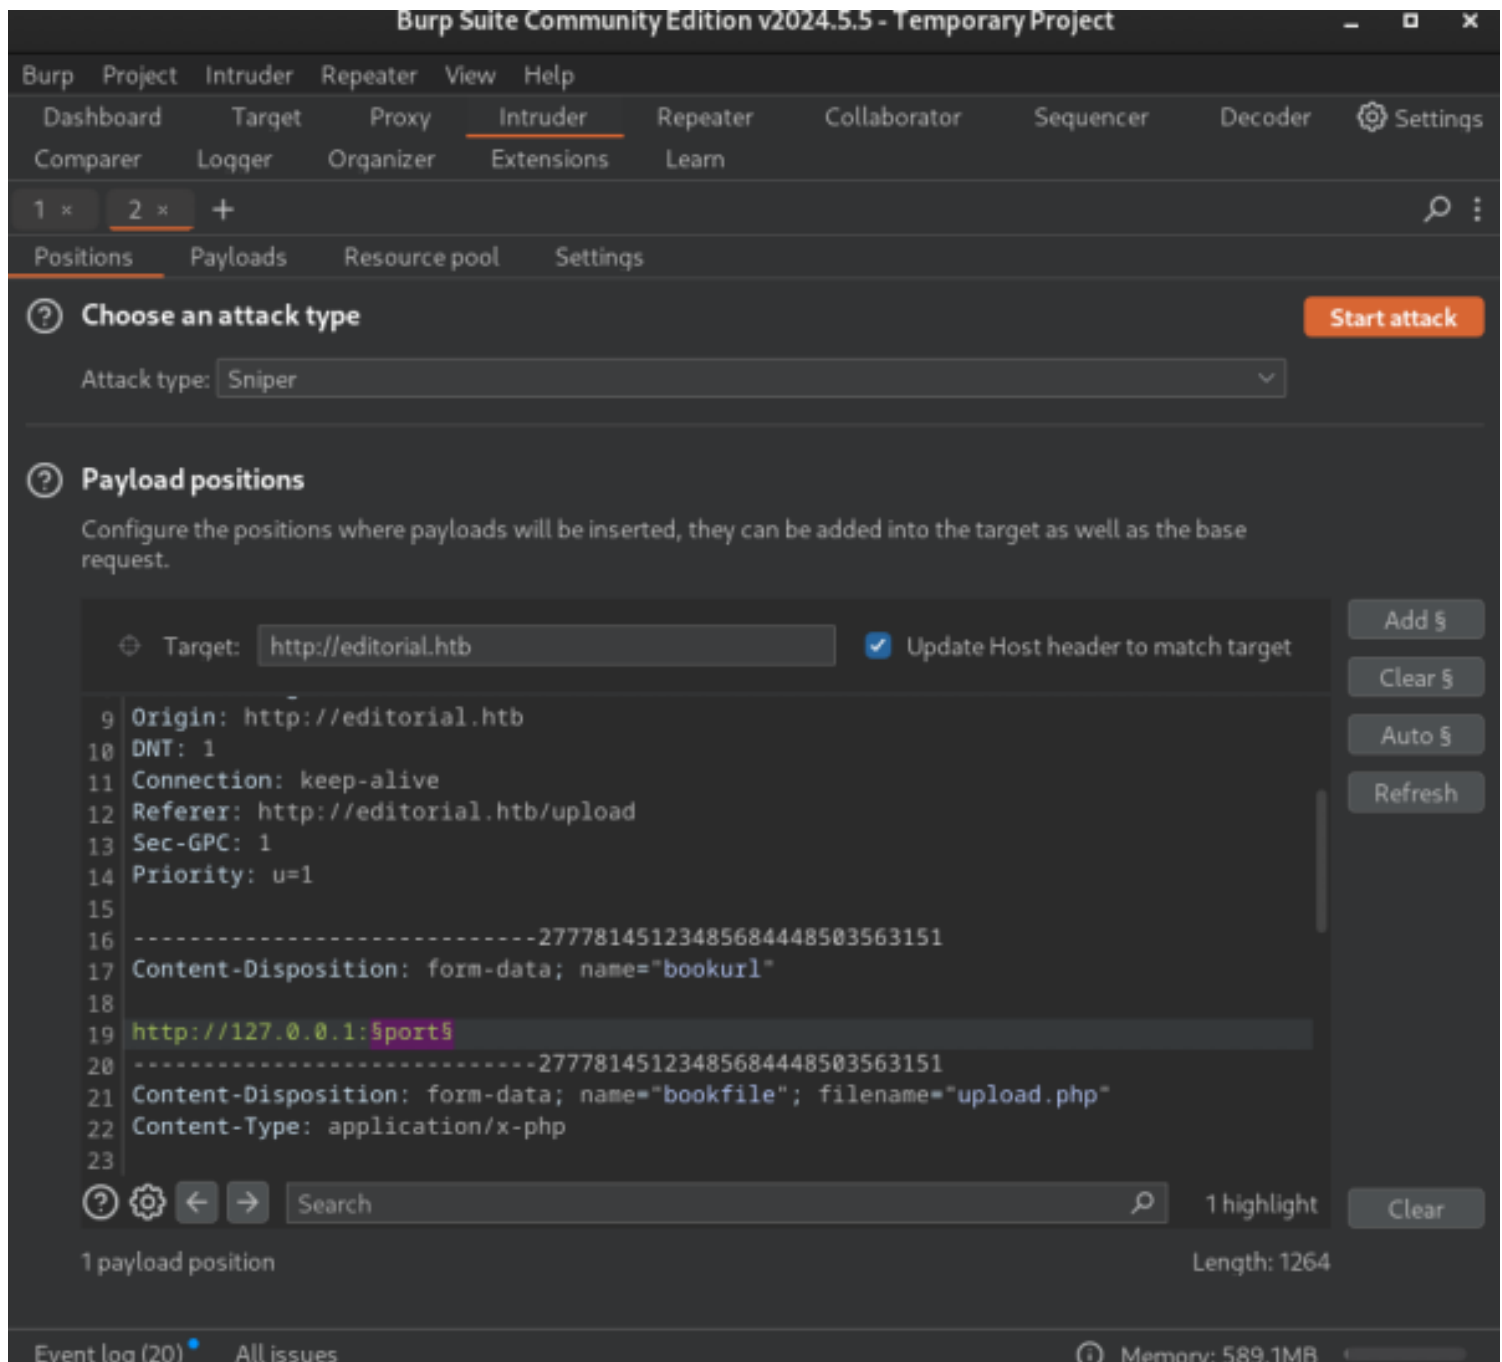 Burp Suite Community Edition v2024.5.5 - Temporary Project
Burp Project Intruder Repeater View Help
Dashboard Target Proxy Intruder Repeater Collaborator Sequencer Decoder Settings
Comparer Logger Organizer Extensions Learn
1 × 2 × +
Positions Payloads Resource pool Settings
Choose an attack type
Start attack
Attack type: Sniper
Payload positions
Configure the positions where payloads will be inserted, they can be added into the target as well as the base
request.
Target: http://editorial.htb Update Host header to match target
Add §
Clear §
Auto §
Refresh
9 Origin: http://editorial.htb
10 DNT: 1
11 Connection: keep-alive
12 Referer: http://editorial.htb/upload
13 Sec-GPC: 1
14 Priority: u=1
15
16 -----------------------------277781451234856844448503563151
17 Content-Disposition: form-data; name="bookurl"
18
19 http://127.0.0.1:§port§
20 -----------------------------277781451234856844448503563151
21 Content-Disposition: form-data; name="bookfile"; filename="upload.php"
22 Content-Type: application/x-php
23
Search 1 highlight Clear
1 payload position Length: 1264
Event log (20) All issues Memory: 589.1MB